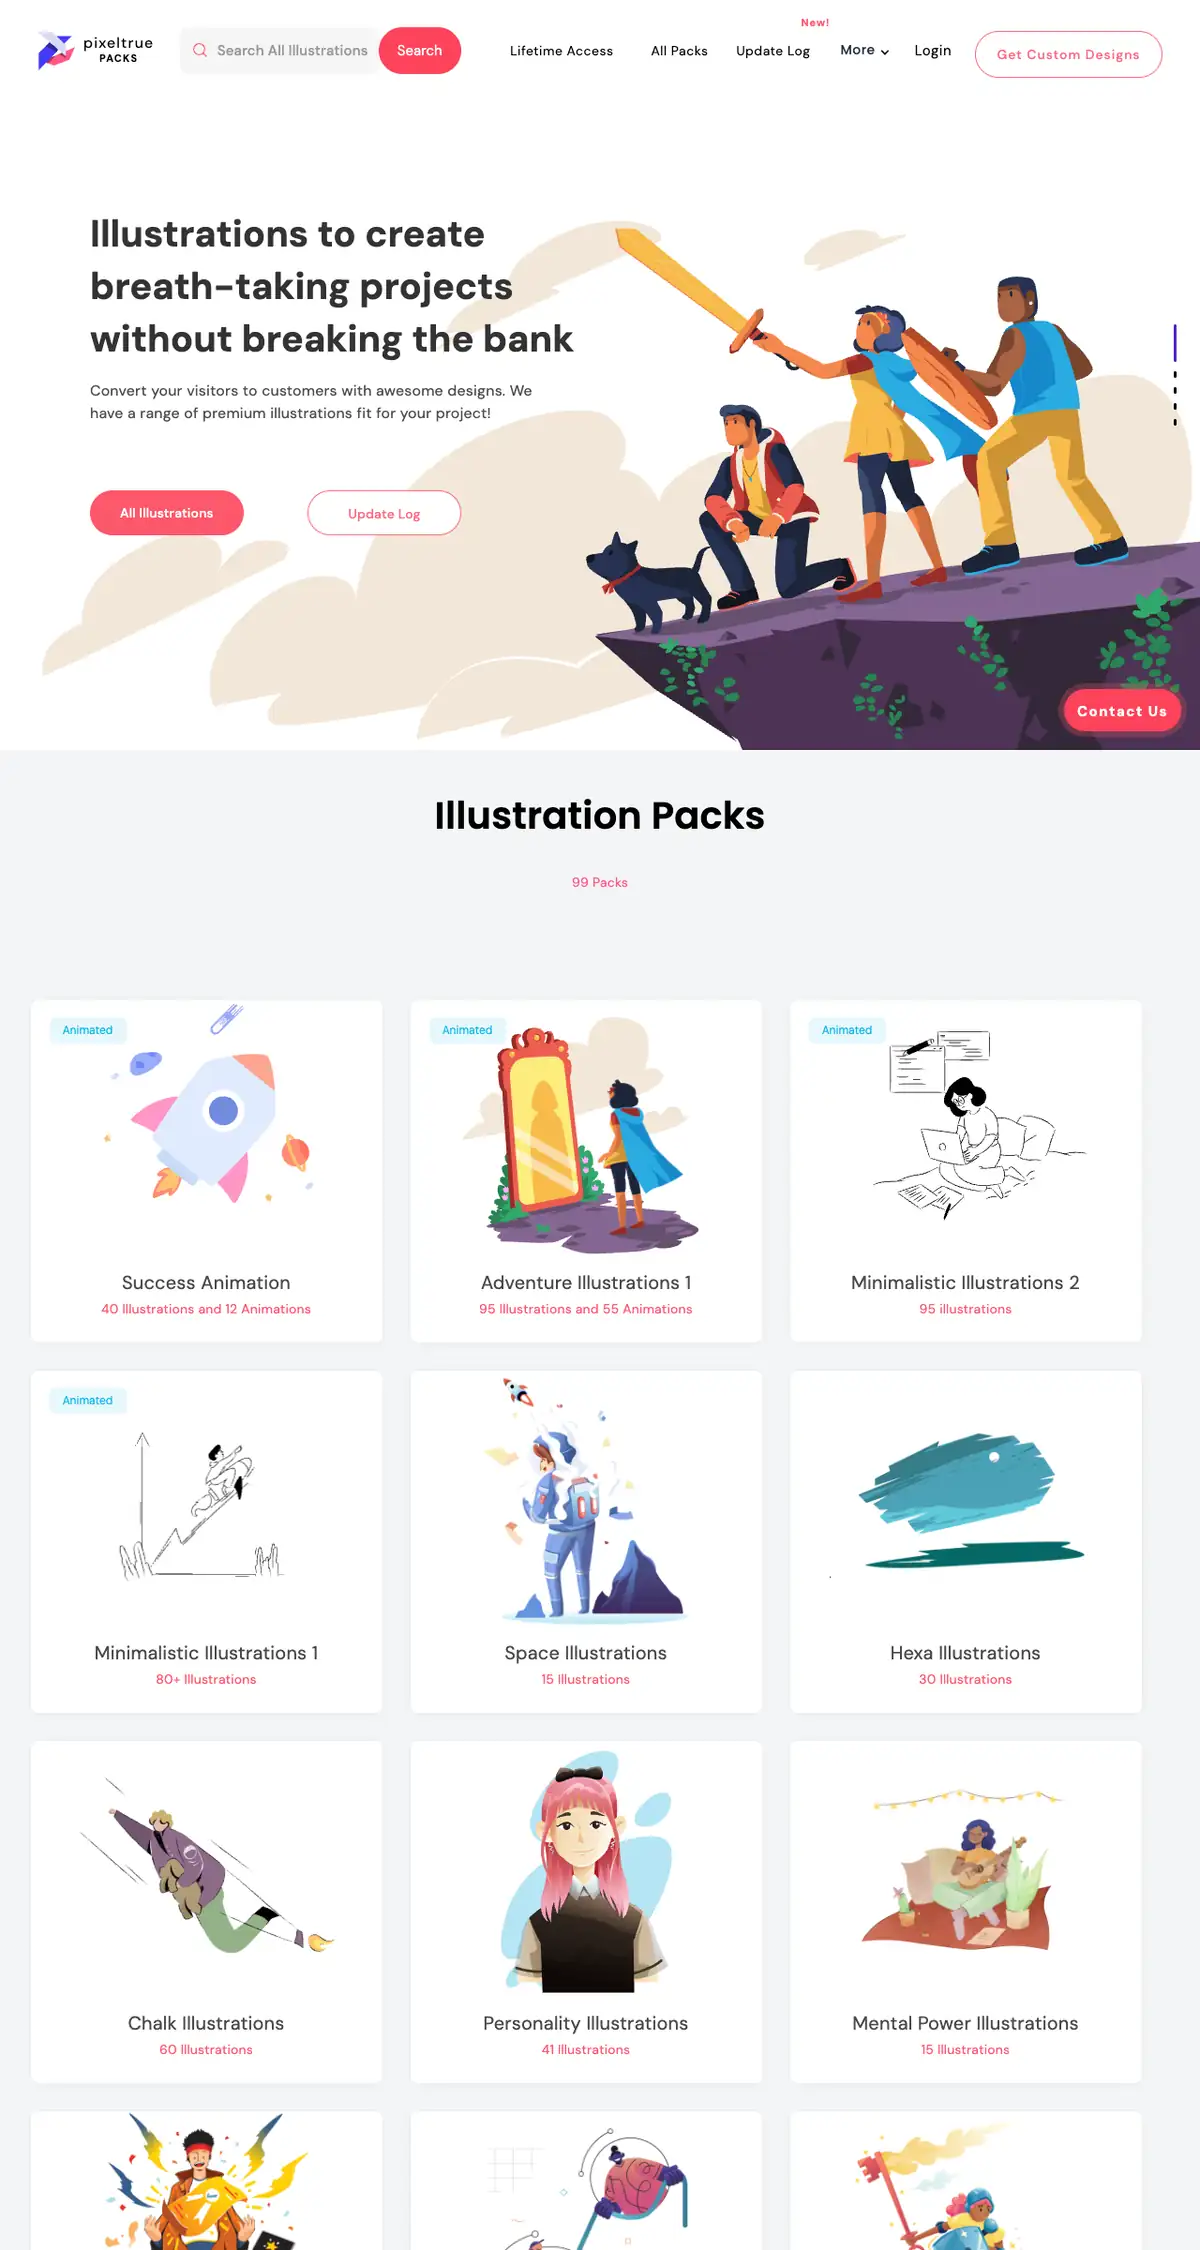 New!
pixeltrue
PACKS
Search All Illustrations
Search
Lifetime Access
All Packs
Update Log
More
Login
Get Custom Designs
Illustrations to create
breath-taking projects
without breaking the bank
Convert your visitors to customers with awesome designs. We
have a range of premium illustrations fit for your project!
All Illustrations
Update Log
Contact Us
Illustration Packs
99 Packs
Animated
Animated
Animated
Success Animation
Adventure Illustrations 1
Minimalistic Illustrations 2
40 Illustrations and 12 Animations
95 Illustrations and 55 Animations
95 illustrations
Animated
Minimalistic Illustrations 1
Space Illustrations
Hexa Illustrations
80+ Illustrations
15 Illustrations
30 Illustrations
Chalk Illustrations
Personality Illustrations
Mental Power Illustrations
60 Illustrations
41 Illustrations
15 Illustrations